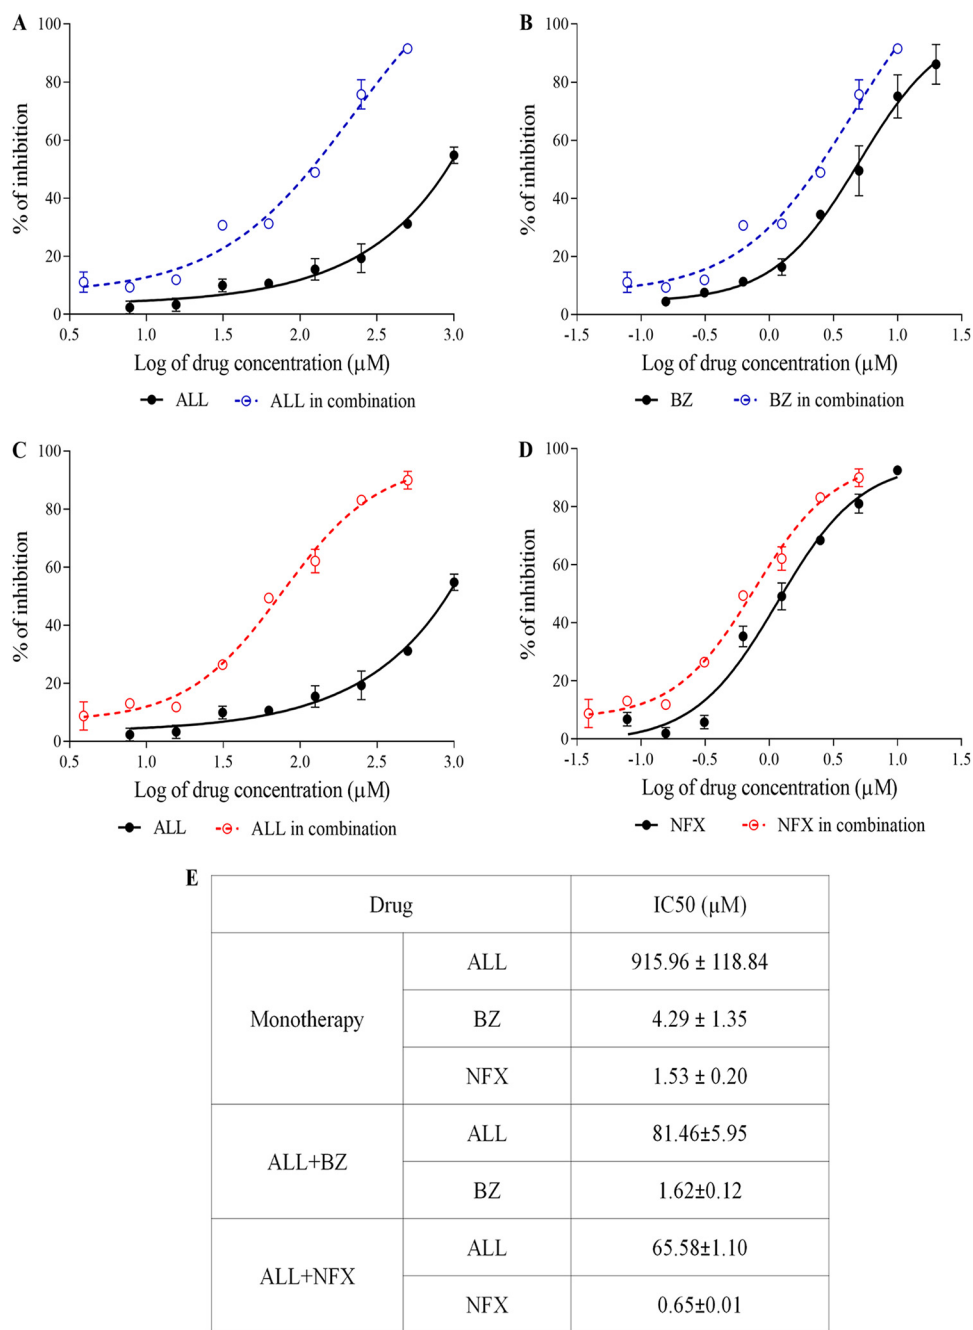 A
% of inhibition
100
80
60
40
20
0
0.5 1.0 1.5 2.0 2.5 3.0
Log of drug concentration (µM)
ALL ALL in combination
B
% of inhibition
100
80
60
40
20
0
-1.5 -1.0 -0.5 0.0 0.5 1.0 1.5
Log of drug concentration (µM)
BZ BZ in combination
C
% of inhibition
100
80
60
40
20
0
0.5 1.0 1.5 2.0 2.5 3.0
Log of drug concentration (µM)
ALL ALL in combination
D
% of inhibition
100
80
60
40
20
0
-1.5 -1.0 -0.5 0.0 0.5 1.0 1.5
Log of drug concentration (µM)
NFX NFX in combination
E
Drug IC50 (µM)
Monotherapy
ALL 915.96 ± 118.84
BZ 4.29 ± 1.35
NFX 1.53 ± 0.20
ALL+BZ
ALL 81.46±5.95
BZ 1.62±0.12
ALL+NFX
ALL 65.58±1.10
NFX 0.65±0.01